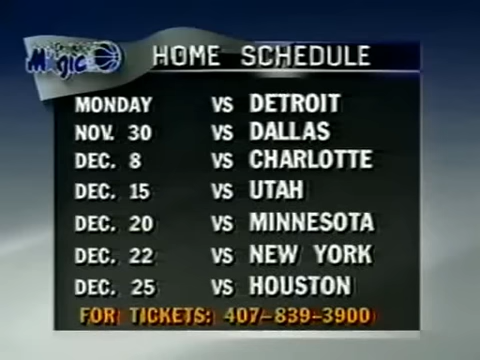 Orlando Magic
HOME SCHEDULE
MONDAY VS DETROIT
NOV. 30 VS DALLAS
DEC. 8 VS CHARLOTTE
DEC. 15 VS UTAH
DEC. 20 VS MINNESOTA
DEC. 22 VS NEW YORK
DEC. 25 VS HOUSTON
FOR TICKETS: 407-839-3900